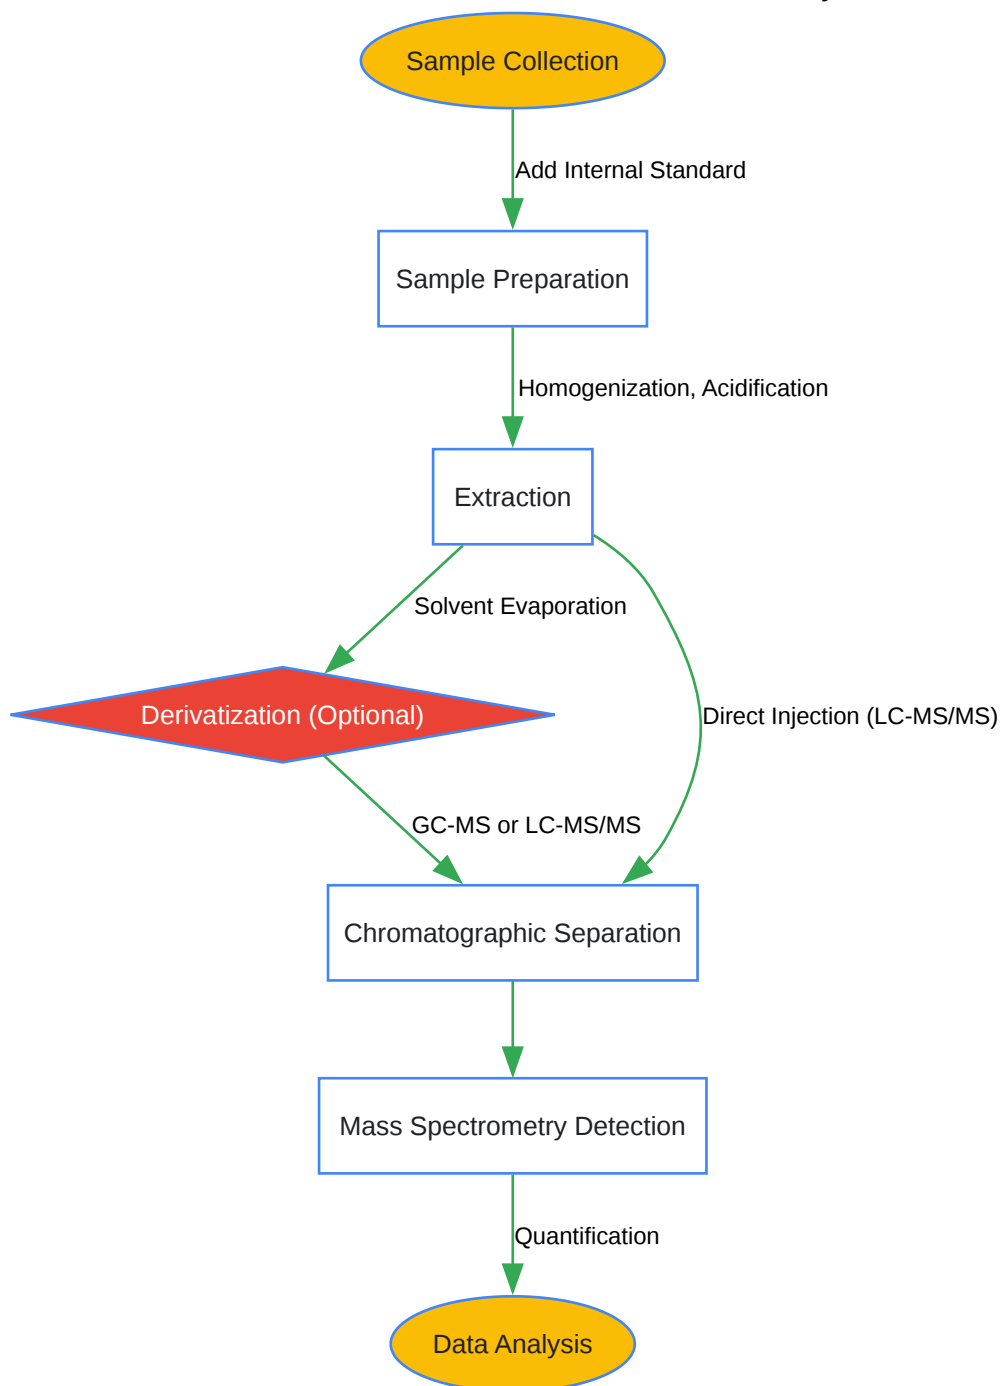 Sample Collection
Add Internal Standard
Sample Preparation
Homogenization, Acidification
Extraction
Solvent Evaporation
Derivatization (Optional)
Direct Injection (LC-MS/MS)
GC-MS or LC-MS/MS
Chromatographic Separation
Mass Spectrometry Detection
Quantification
Data Analysis